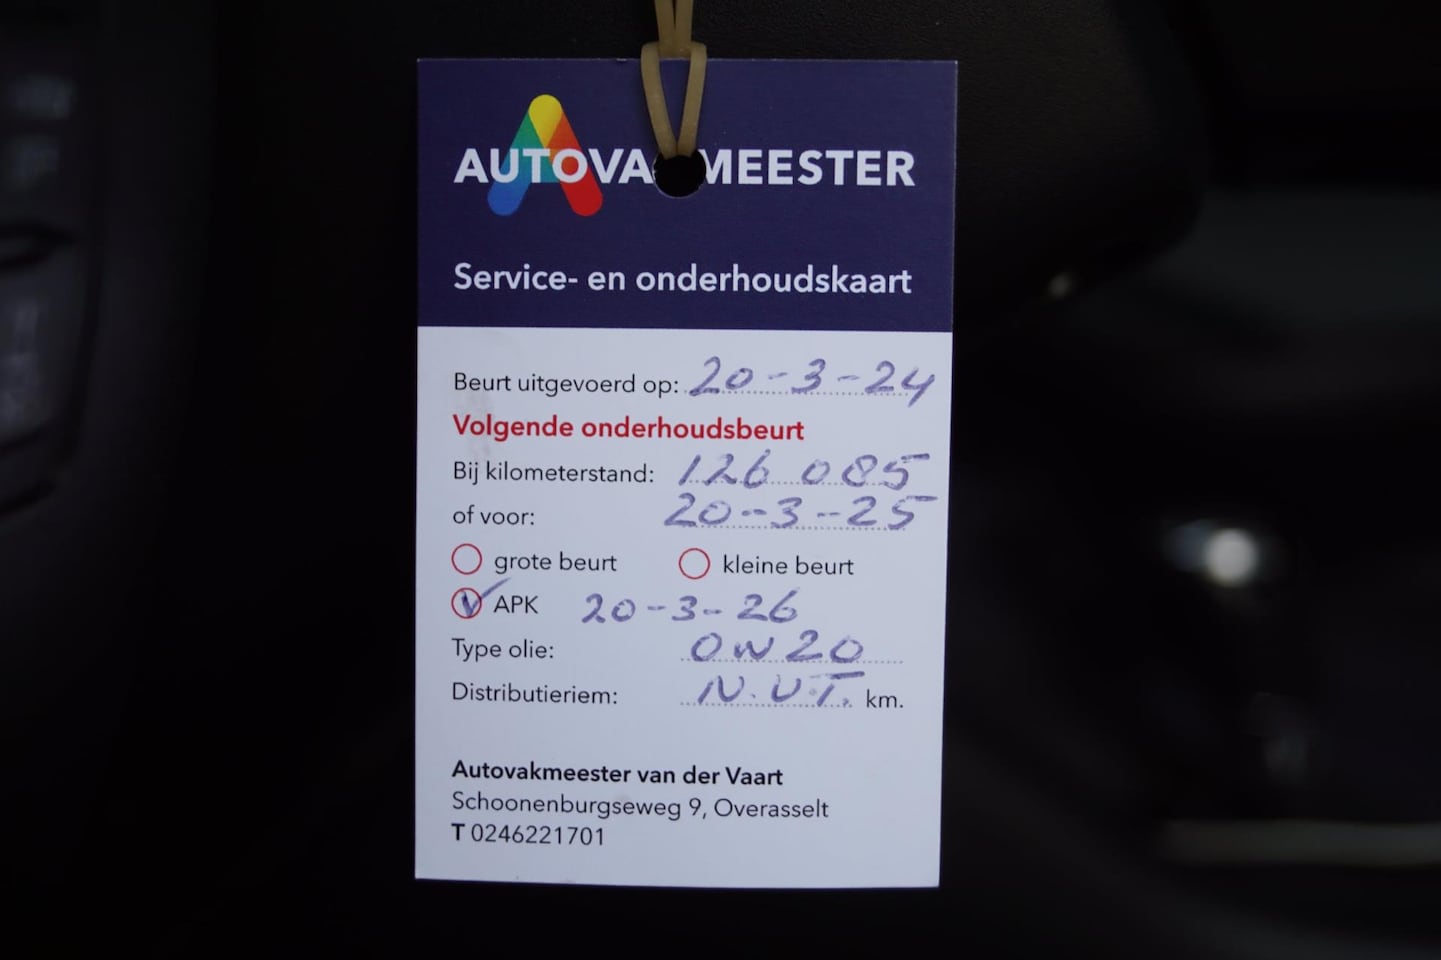 AUTOVAKMEESTER
Service- en onderhoudskaart
Beurt uitgevoerd op: 20-3-24
Volgende onderhoudsbeurt
Bij kilometerstand: 126 085
of voor: 20-3-25
grote beurt kleine beurt
APK 20-3-26
Type olie: 0W20
Distributieriem: N.U.T. km.
Autovakmeester van der Vaart
Schoonenburgseweg 9, Overasselt
T 0246221701